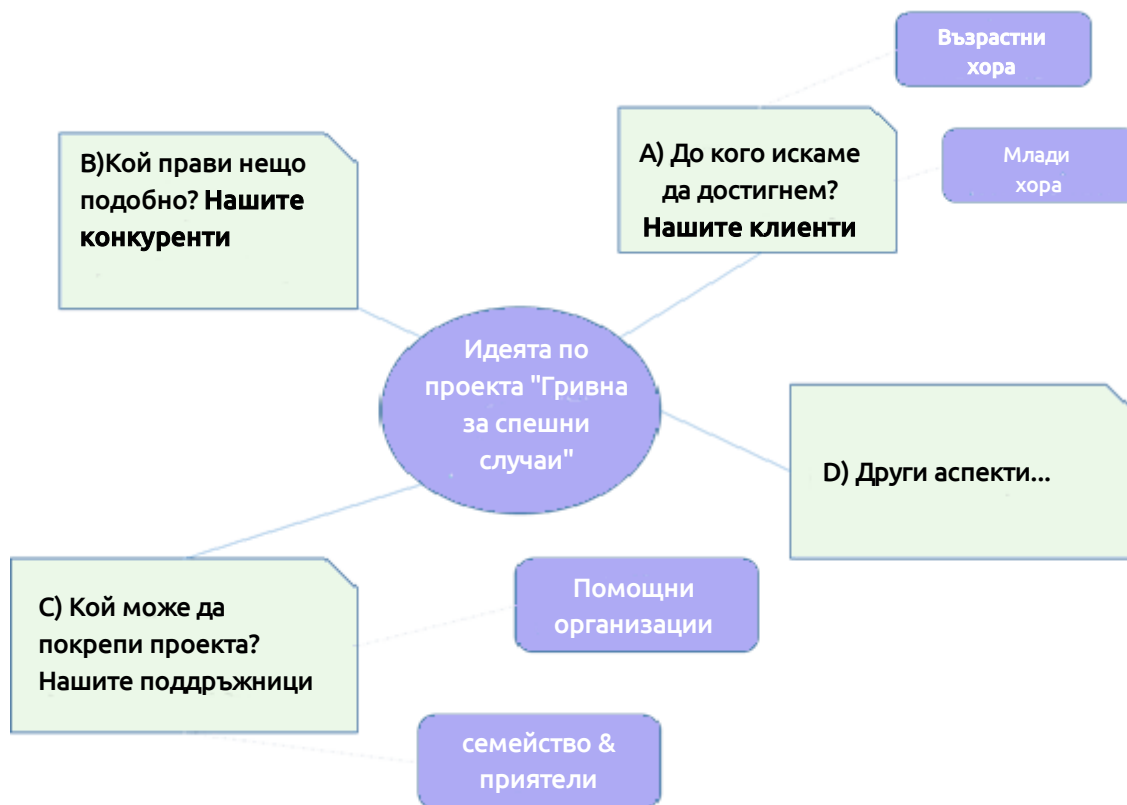 Възрастни
хора
B)Кой прави нещо
подобно? Нашите
конкуренти
A) До кого искаме
да достигнем?
Нашите клиенти
Млади
хора
Идеята по
проекта "Гривна
за спешни
случаи"
D) Други аспекти...
C) Кой може да
покрепи проекта?
Нашите поддръжници
Помощни
организации
семейство &
приятели